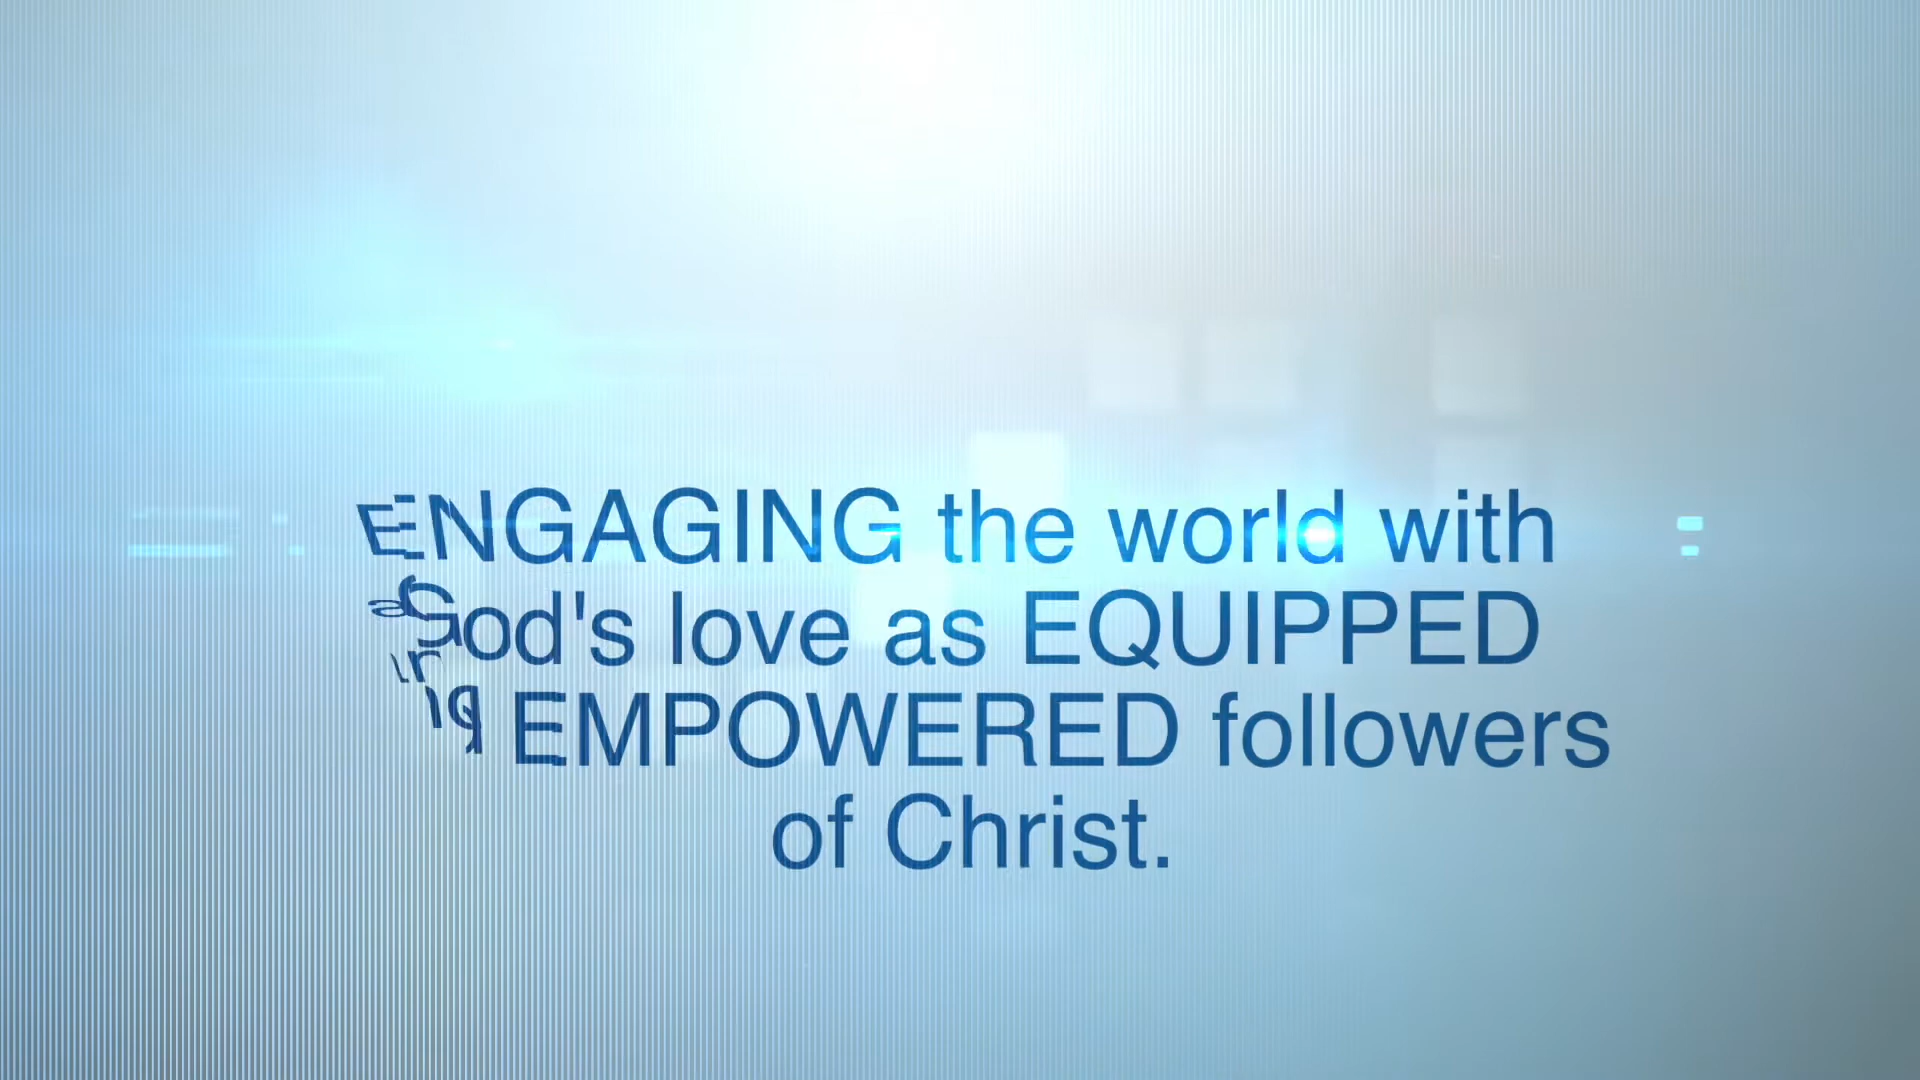 ENGAGING the world with
God's love as EQUIPPED
EMPOWERED followers
of Christ.